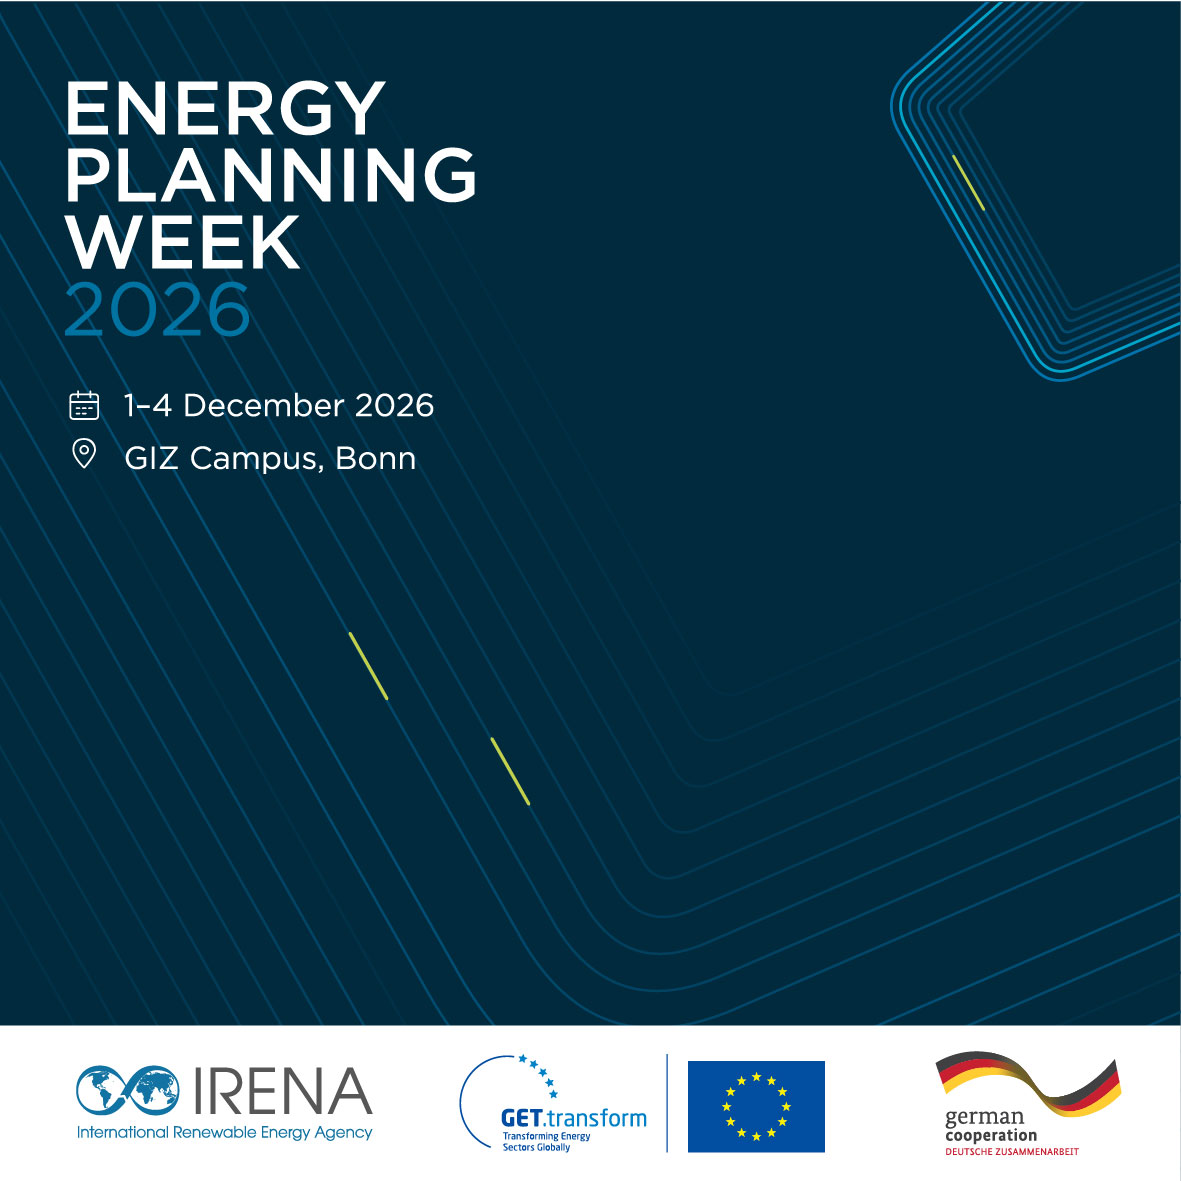 ENERGY
PLANNING
WEEK
2026
1–4 December 2026
GIZ Campus, Bonn
IRENA
International Renewable Energy Agency
GET.transform
Transforming Energy
Sectors Globally
german
cooperation
DEUTSCHE ZUSAMMENARBEIT